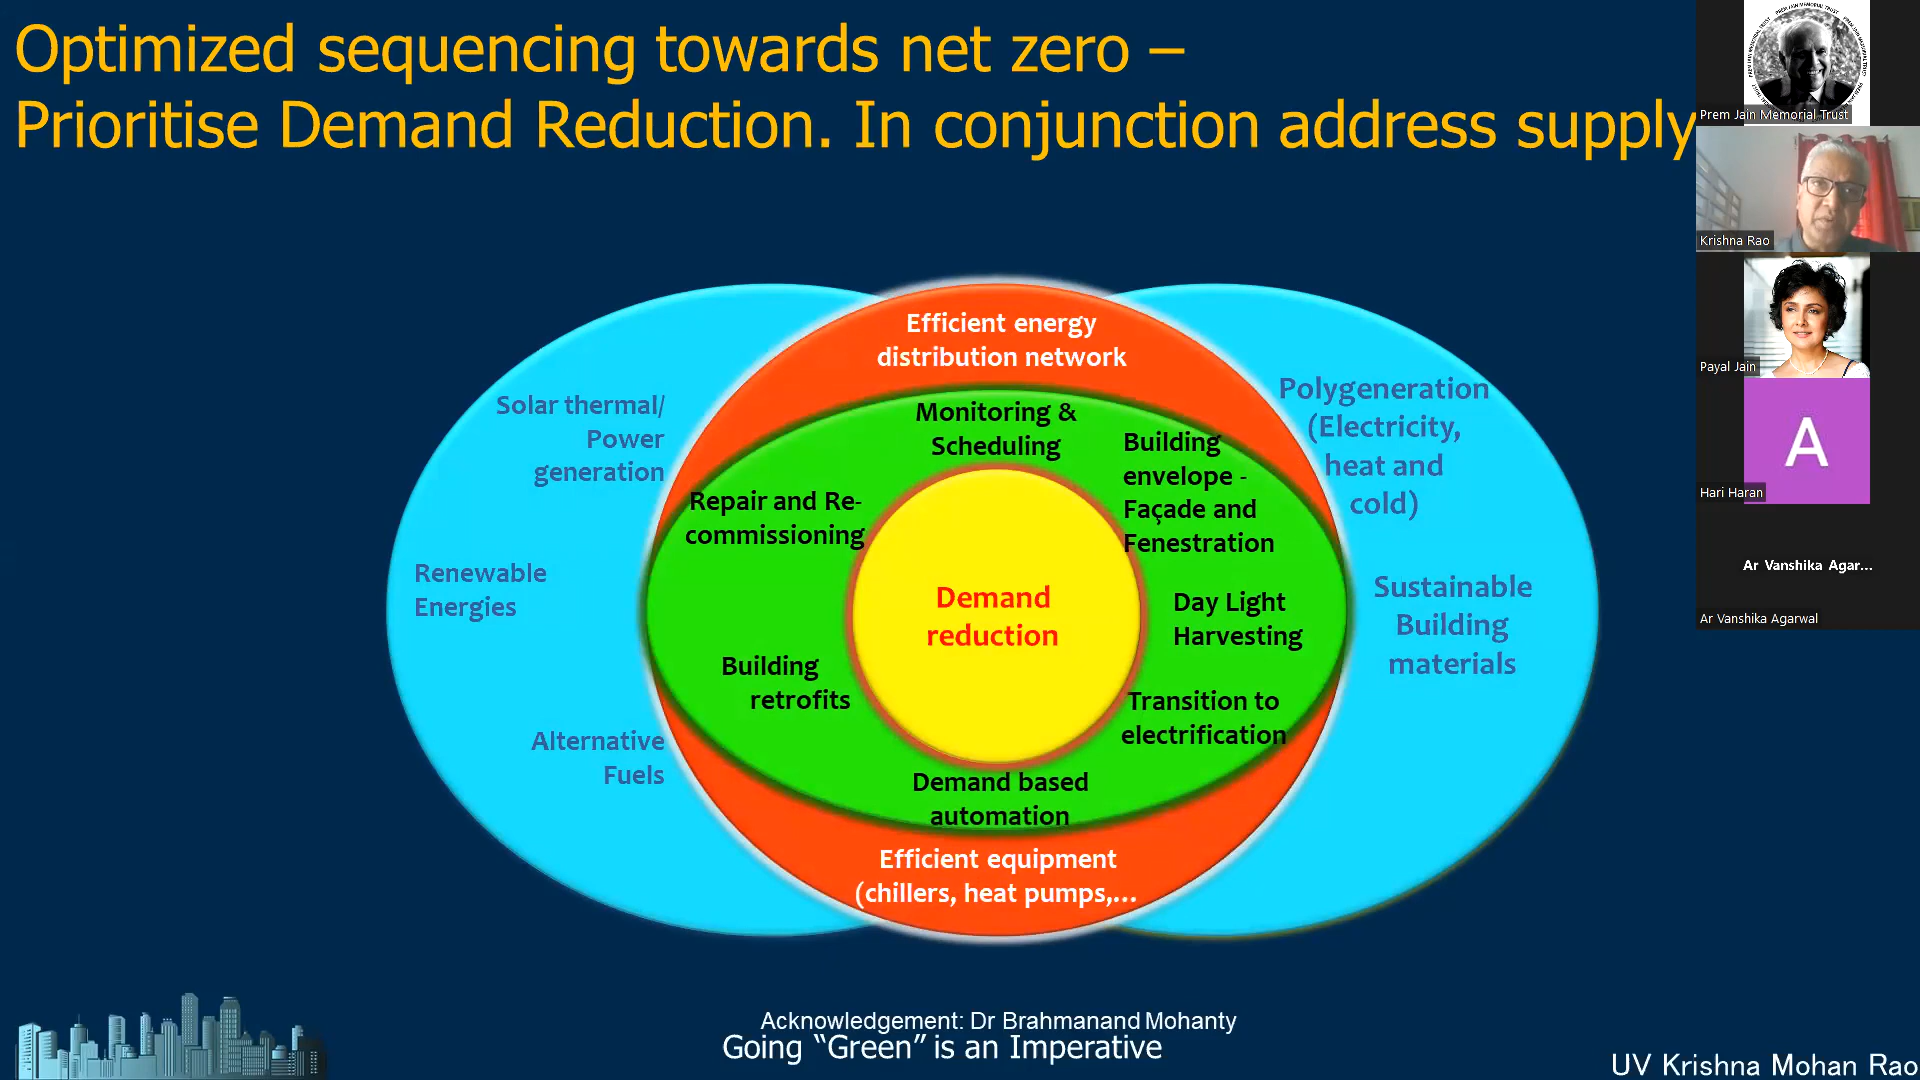 Optimized sequencing towards net zero –
Prioritise Demand Reduction. In conjunction address supply
Efficient energy
distribution network
Monitoring &
Scheduling
Building
envelope -
Façade and
Fenestration
Repair and Re-
commissioning
Solar thermal/
Power
generation
Renewable
Energies
Alternative
Fuels
Demand
reduction
Day Light
Harvesting
Building
retrofits
Transition to
electrification
Demand based
automation
Efficient equipment
(chillers, heat pumps,...
Polygeneration
(Electricity,
heat and
cold)
Sustainable
Building
materials
Acknowledgement: Dr Brahmanand Mohanty
Going “Green” is an Imperative
UV Krishna Mohan Rao
PREM JAIN MEMORIAL TRUST
Prem Jain Memorial Trust
Krishna Rao
Payal Jain
A
Hari Haran
Ar Vanshika Agar...
Ar Vanshika Agarwal